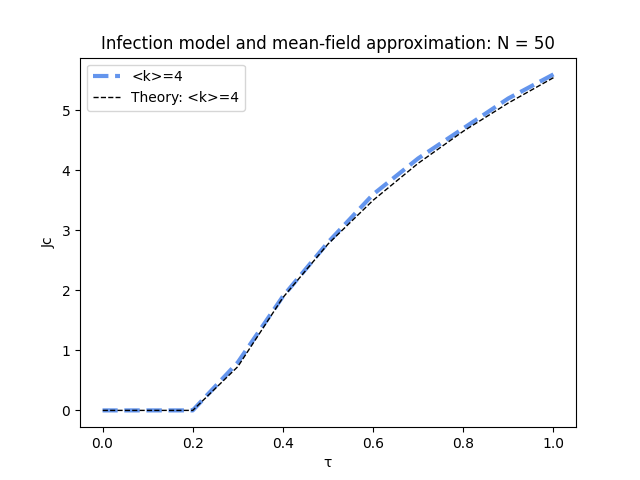 Infection model and mean-field approximation: N = 50
<k>=4
Theory: <k>=4
5
4
3
2
1
0
Jc
0.0 0.2 0.4 0.6 0.8 1.0
τ